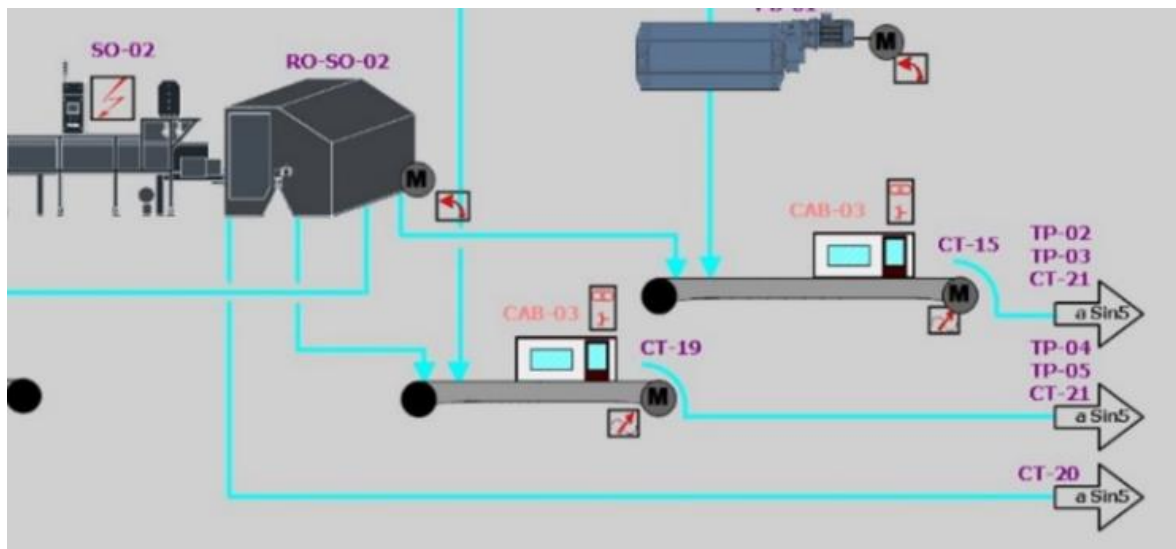 SO-02
RO-SO-02
M
M
CAB-03
CT-15
TP-02
TP-03
CT-21
M
a Sin5
CAB-03
CT-19
TP-04
TP-05
CT-21
M
a Sin5
CT-20
a Sin5